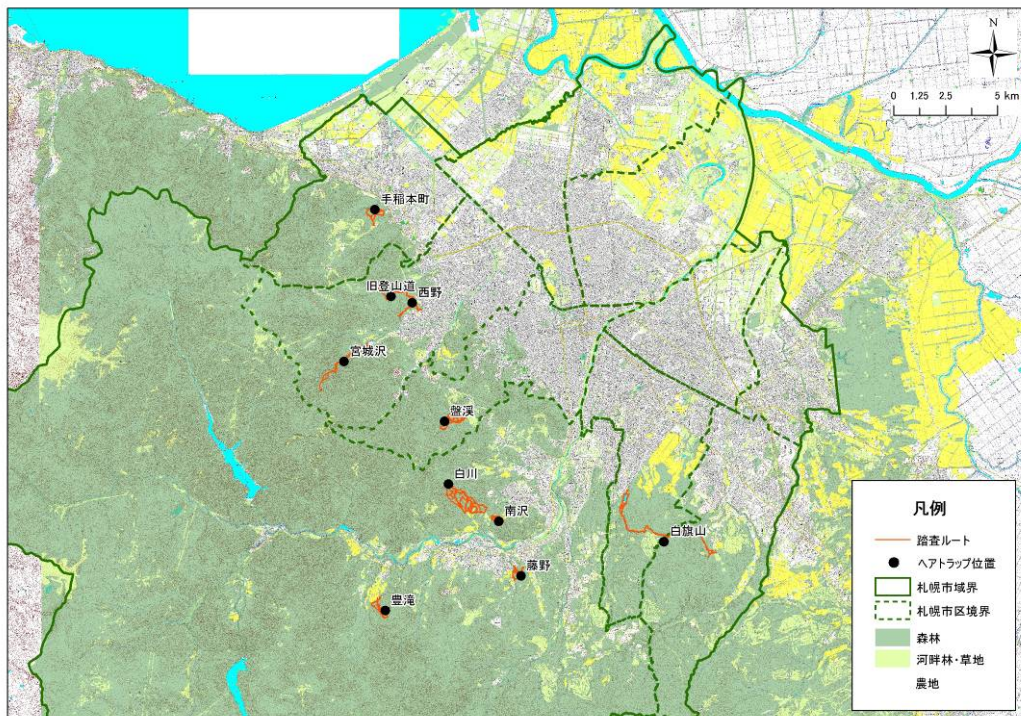 N
0 1.25 2.5 5 km
手稲本町
旧登山道
西野
宮城沢
盤渓
白川
南沢
白旗山
藤野
豊滝
凡例
踏査ルート
ヘアトラップ位置
札幌市域界
札幌市区境界
森林
河畔林・草地
農地